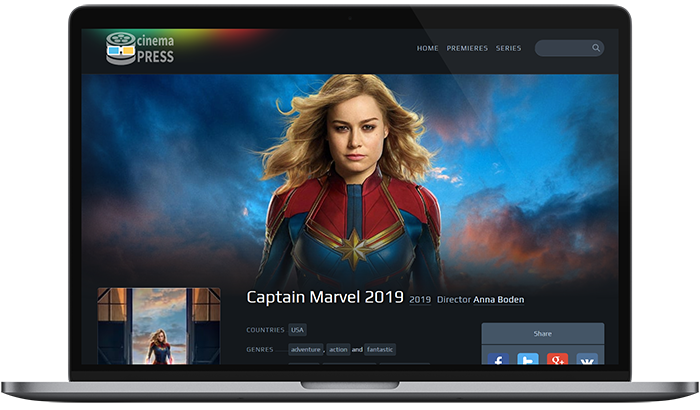 cinema
PRESS
HOME PREMIERES SERIES
Captain Marvel 2019 2019 Director Anna Boden
COUNTRIES USA
Share
GENRES adventure, action and fantastic
f g+